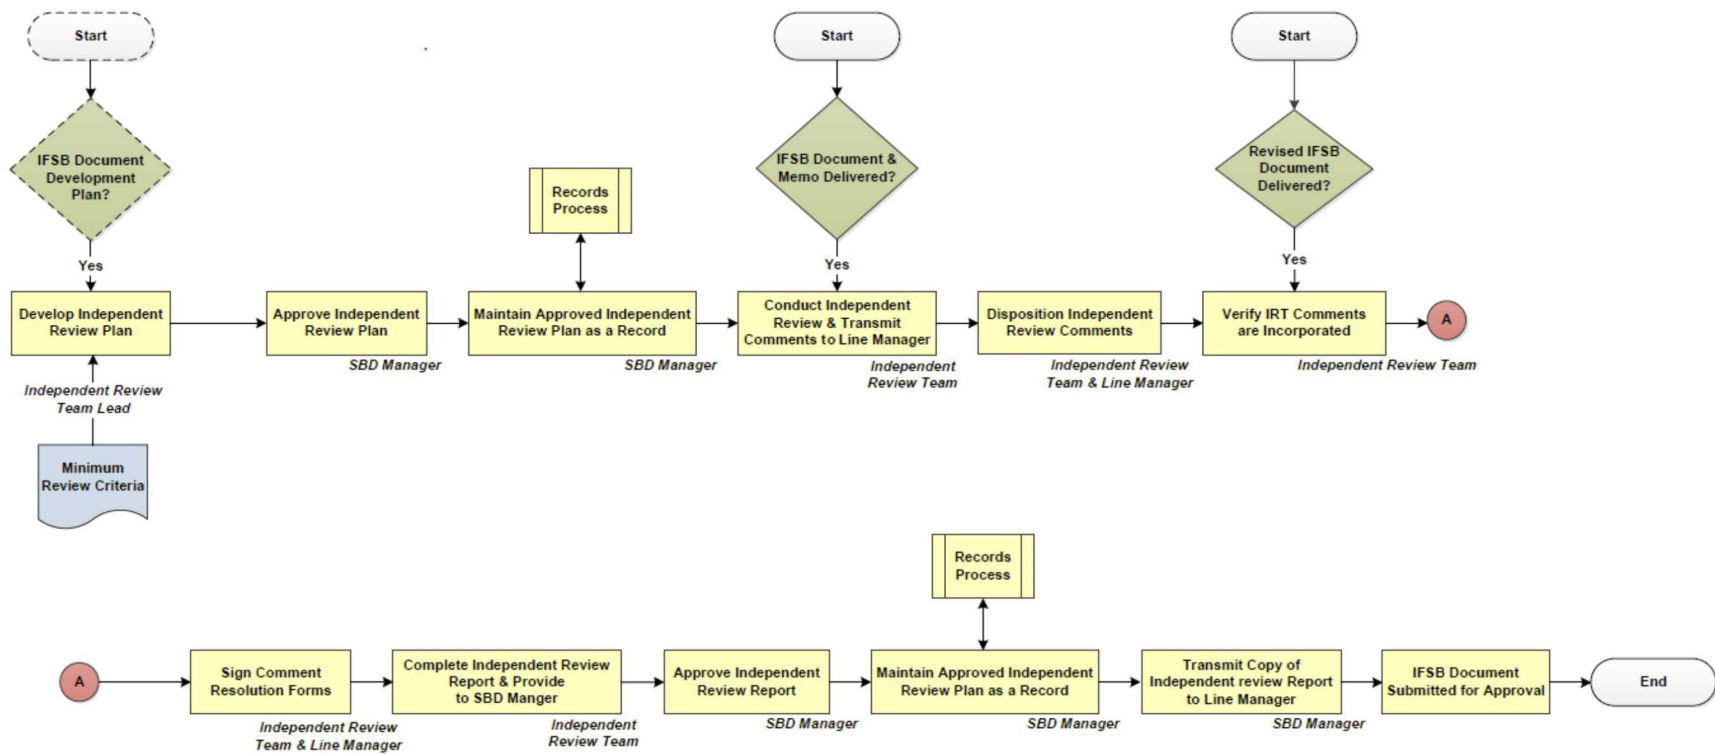 Start
Start
Start
IFSB Document
Development
Plan?
IFSB Document &
Memo Delivered?
Revised IFSB
Document
Delivered?
Records
Process
Yes
Yes
Yes
Develop Independent
Review Plan
Independent Review
Team Lead
Approve Independent
Review Plan
SBD Manager
Maintain Approved Independent
Review Plan as a Record
SBD Manager
Conduct Independent
Review & Transmit
Comments to Line Manager
Independent
Review Team
Disposition Independent
Review Comments
Independent Review
Team & Line Manager
Verify IRT Comments
are Incorporated
Independent Review Team
A
Minimum
Review Criteria
Records
Process
A
Sign Comment
Resolution Forms
Independent Review
Team & Line Manager
Complete Independent Review
Report & Provide
to SBD Manger
Independent
Review Team
Approve Independent
Review Report
SBD Manager
Maintain Approved Independent
Review Plan as a Record
SBD Manager
Transmit Copy of
Independent review Report
to Line Manager
SBD Manager
IFSB Document
Submitted for Approval
End